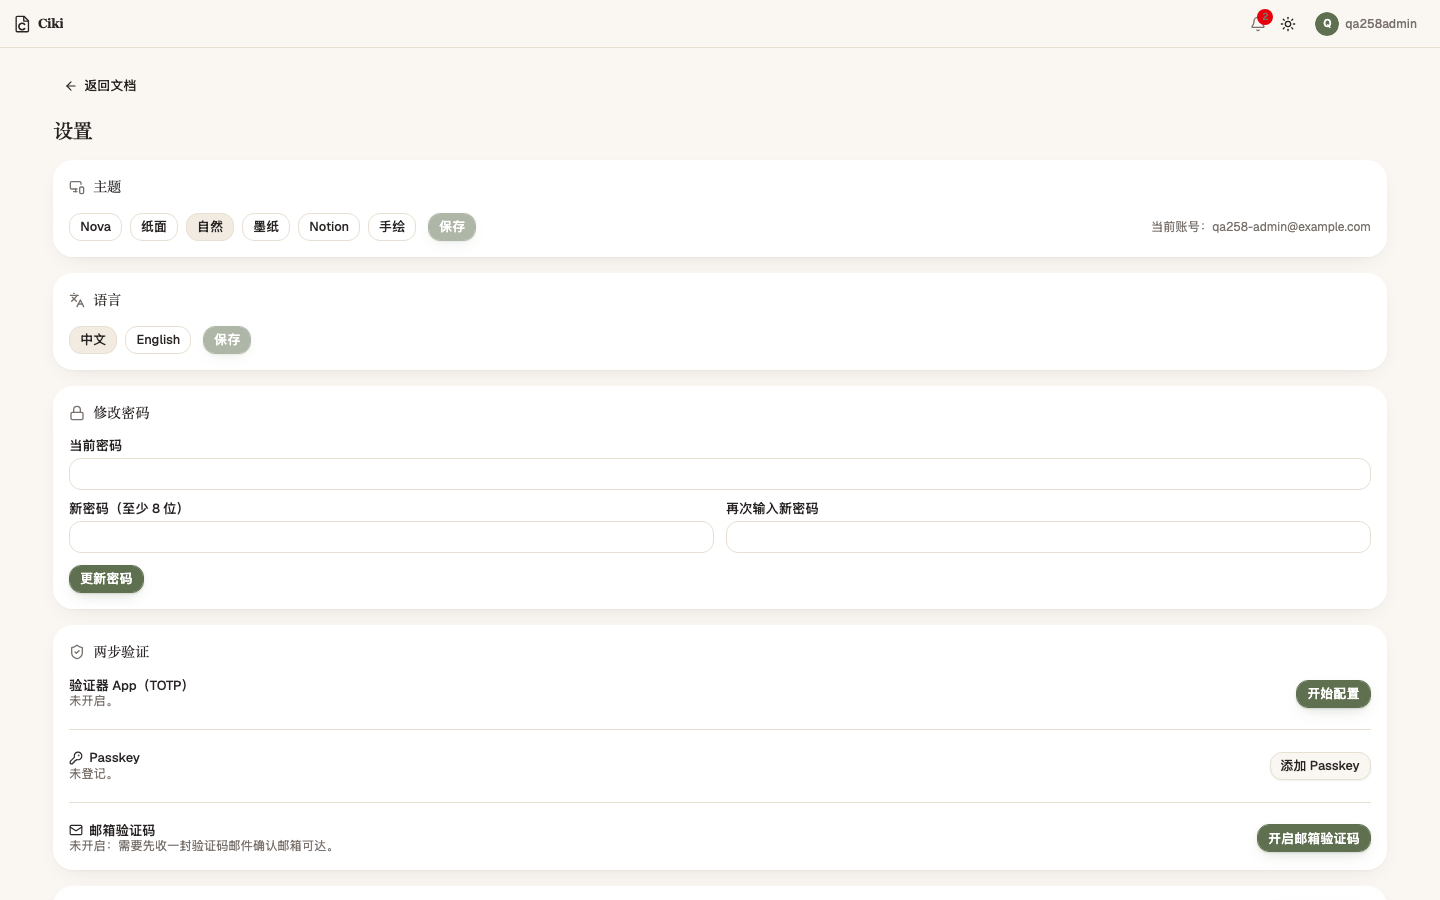 Ciki
2
Q
qa258admin
返回文档
设置
主题
Nova
纸面
自然
墨纸
Notion
手绘
保存
当前账号：qa258-admin@example.com
语言
中文
English
保存
修改密码
当前密码
新密码（至少 8 位）
再次输入新密码
更新密码
两步验证
验证器 App（TOTP）
未开启。
开始配置
Passkey
未登记。
添加 Passkey
邮箱验证码
未开启：需要先收一封验证码邮件确认邮箱可达。
开启邮箱验证码